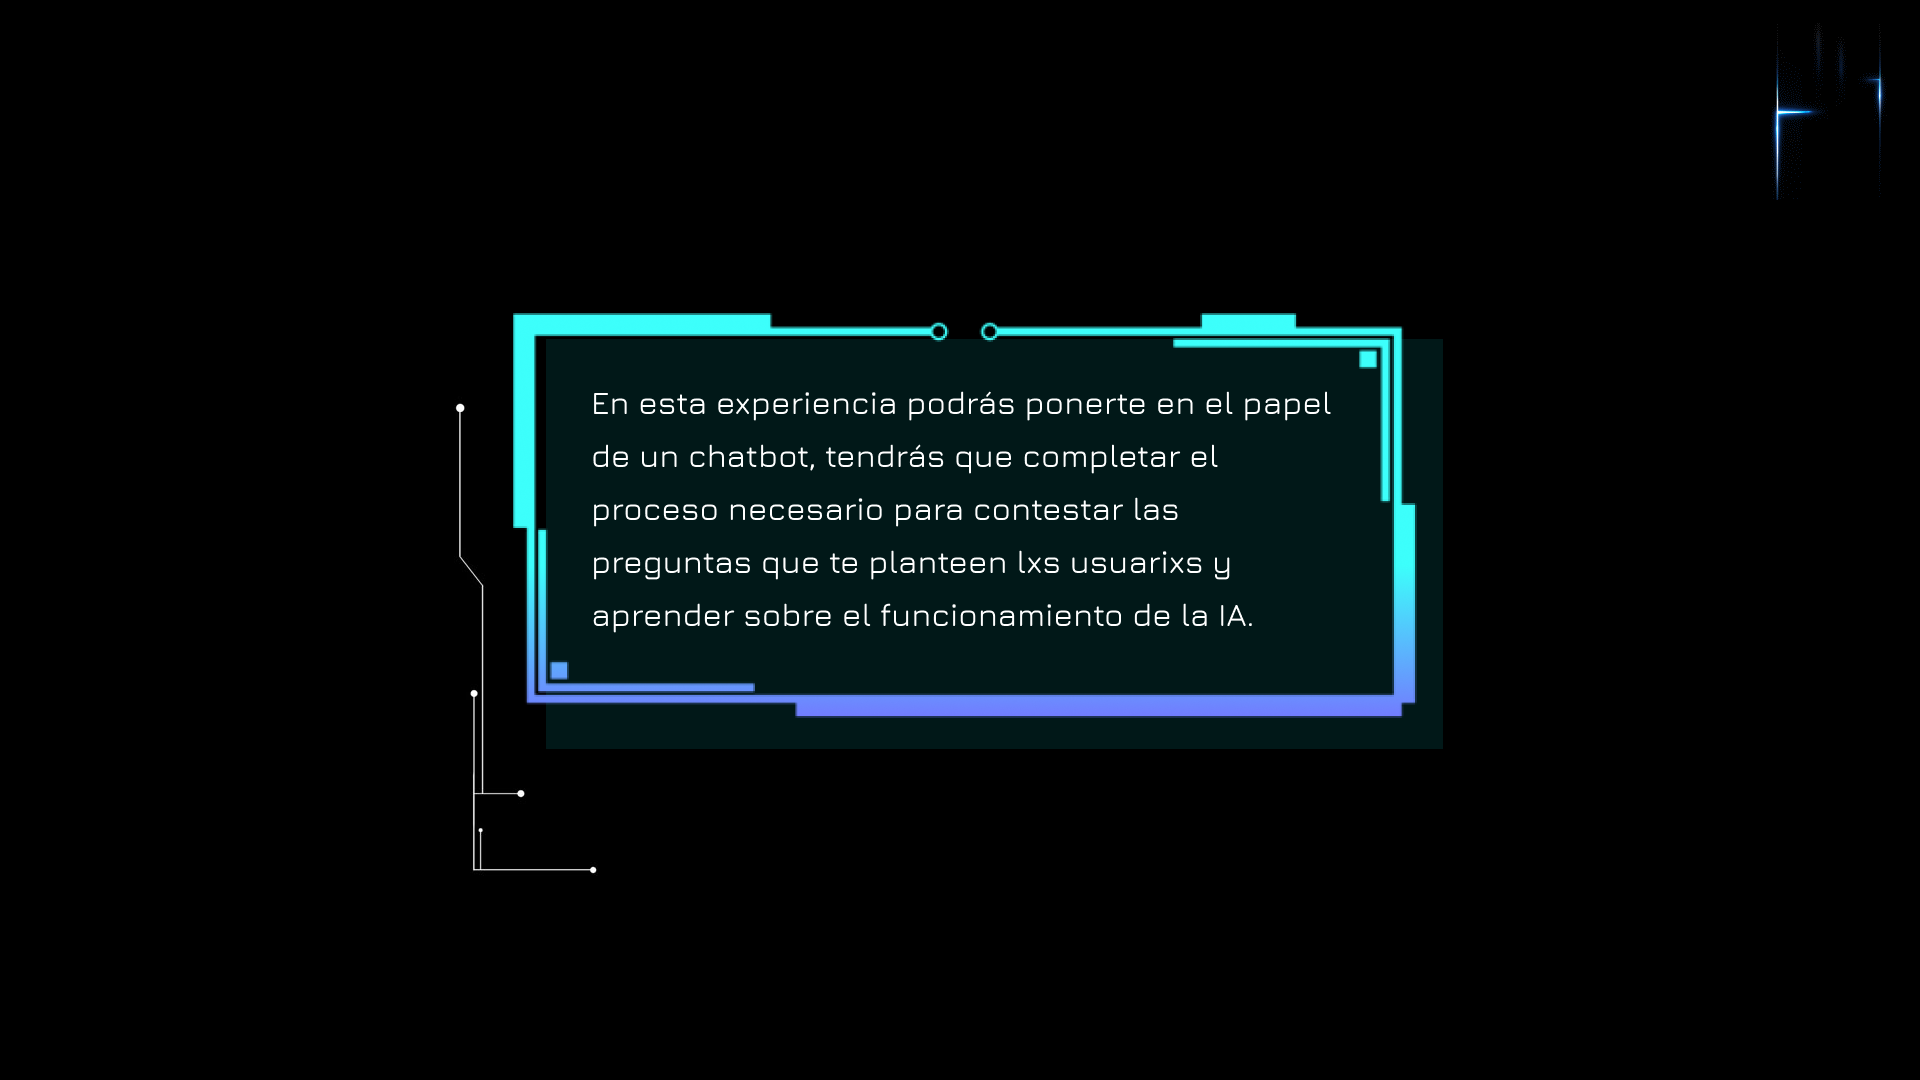 En esta experiencia podrás ponerte en el papel
de un chatbot, tendrás que completar el
proceso necesario para contestar las
preguntas que te planteen lxs usuarixs y
aprender sobre el funcionamiento de la IA.